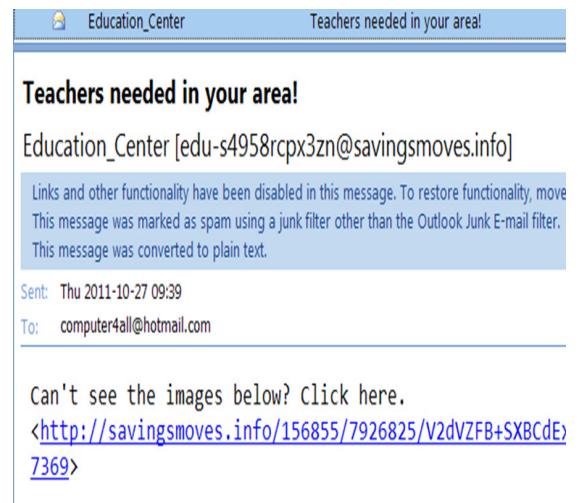 Education_Center Teachers needed in your area!
Teachers needed in your area!
Education_Center [edu-s4958rcpx3zn@savingsmoves.info]
Links and other functionality have been disabled in this message. To restore functionality, move
This message was marked as spam using a junk filter other than the Outlook Junk E-mail filter.
This message was converted to plain text.
Sent: Thu 2011-10-27 09:39
To: computer4all@hotmail.com
Can't see the images below? Click here.
<http://savingsmoves.info/156855/7926825/V2dVZFB+SXBCdEx
7369>